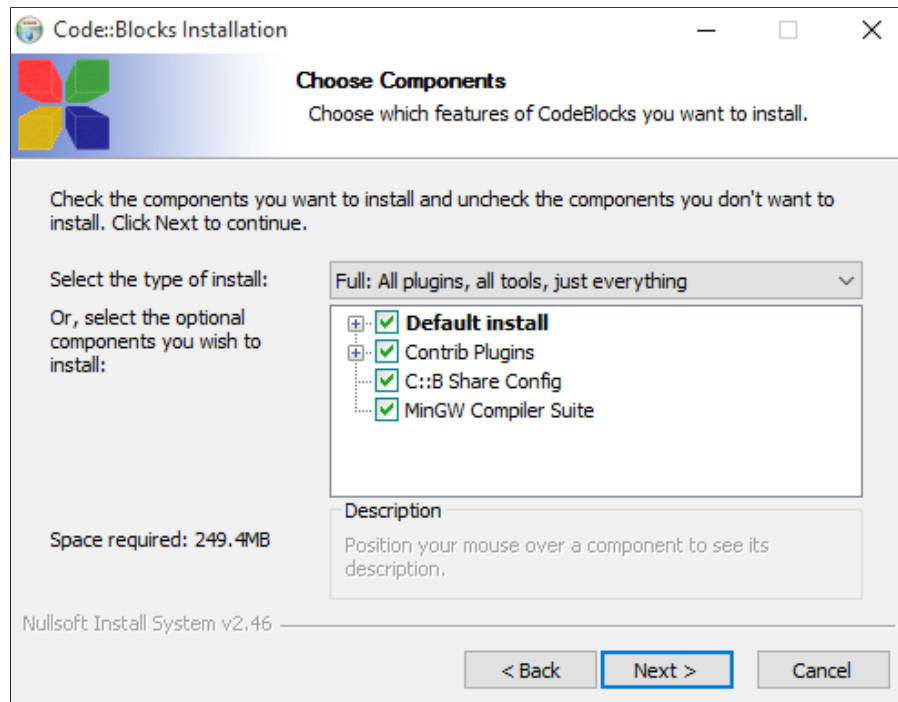 Code::Blocks Installation
Choose Components
Choose which features of CodeBlocks you want to install.
Check the components you want to install and uncheck the components you don't want to
install. Click Next to continue.
Select the type of install:
Full: All plugins, all tools, just everything
Or, select the optional
components you wish to
install:
Default install
Contrib Plugins
C::B Share Config
MinGW Compiler Suite
Space required: 249.4MB
Description
Position your mouse over a component to see its
description.
Nullsoft Install System v2.46
< Back
Next >
Cancel